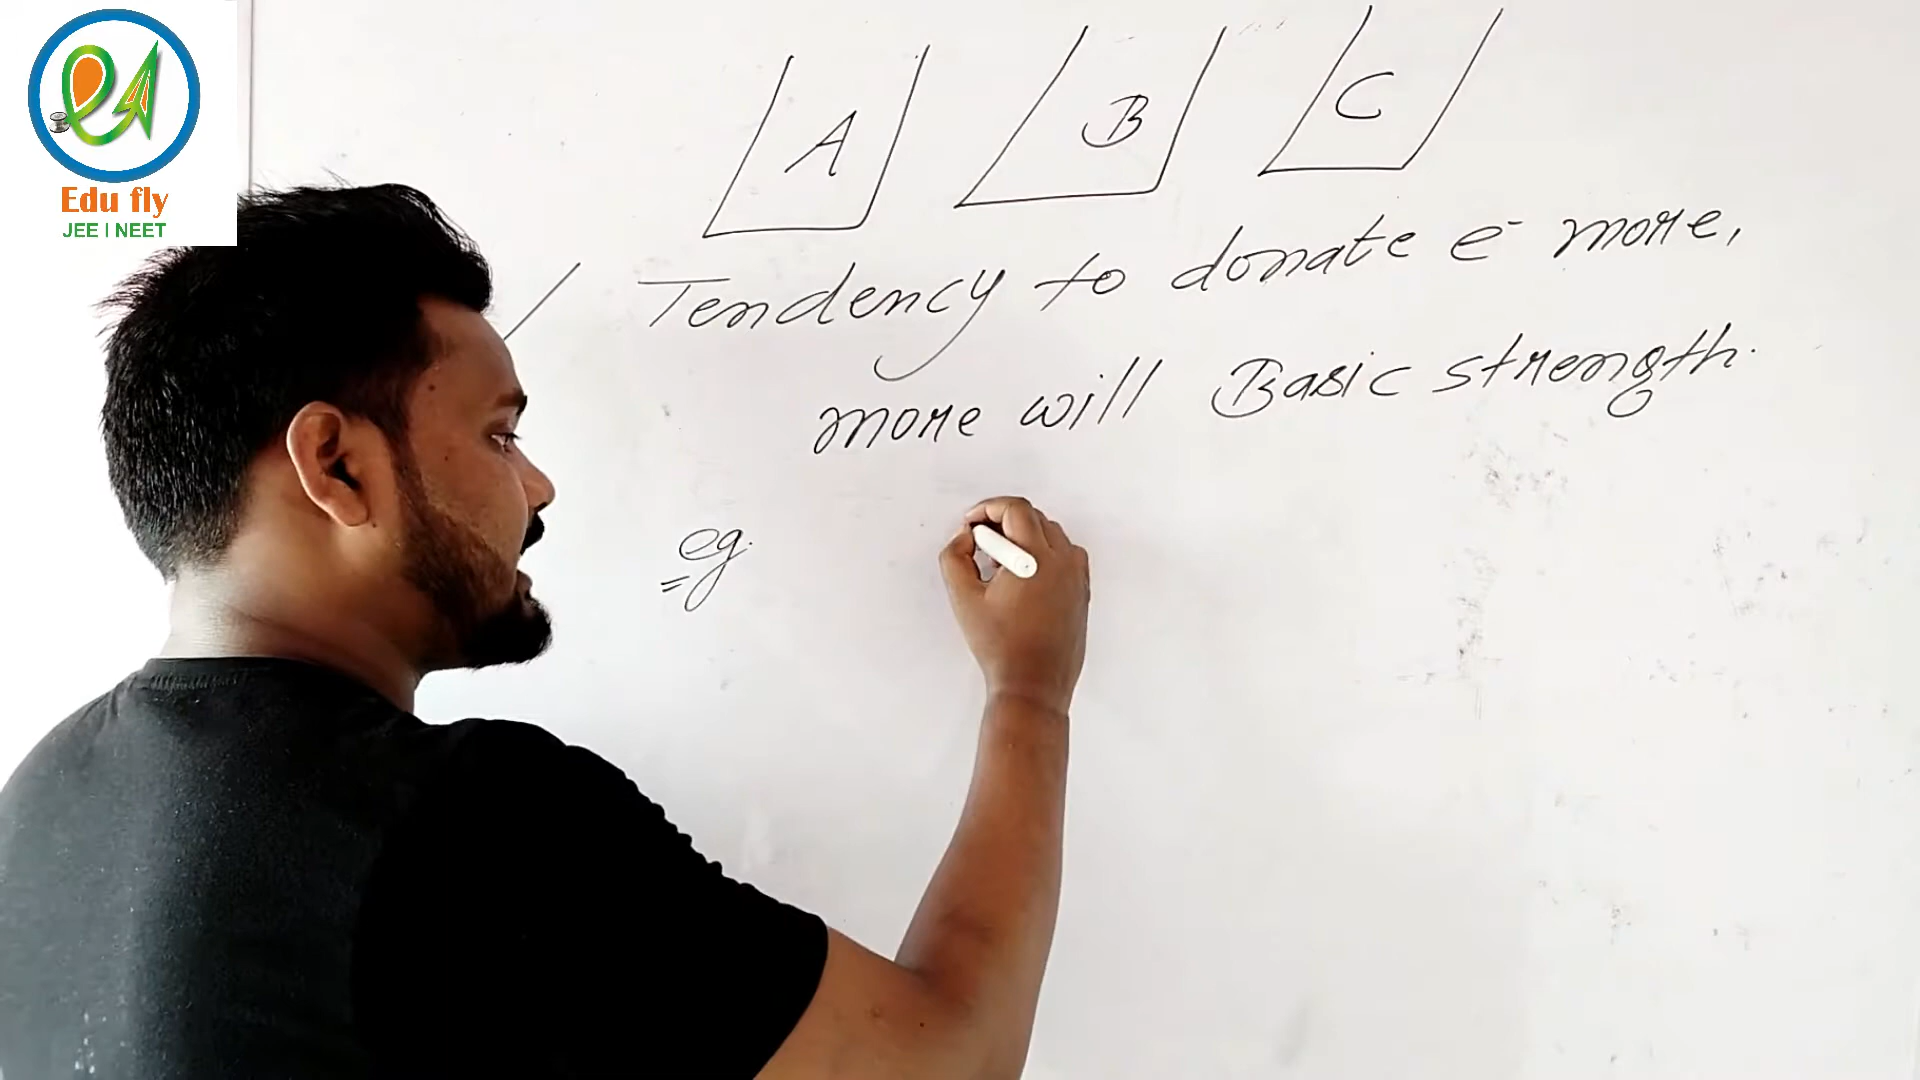 Edu fly
JEE | NEET
A B C
Tendency to donate e⁻ more,
more will Basic strength.
eg.